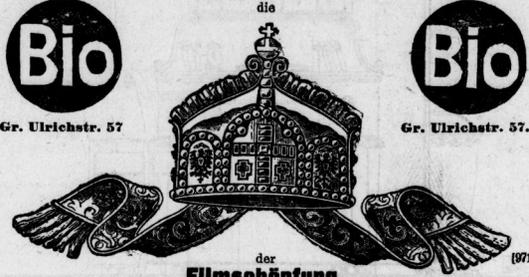 die
Bio
Bio
Gr. Ulrichstr. 57
Gr. Ulrichstr. 57.
der
[97]
Filmschöpfung